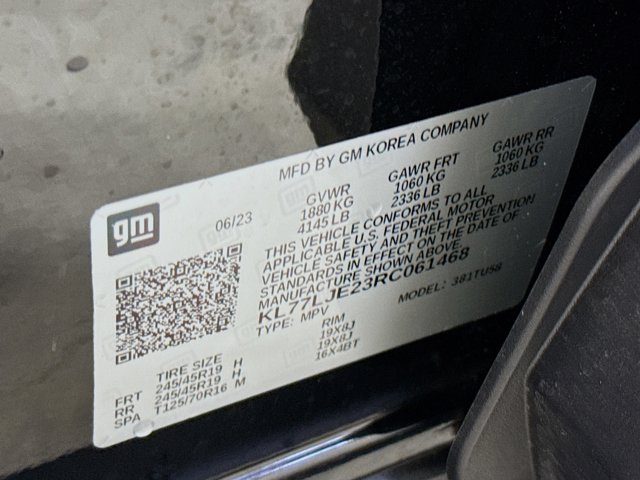 gm
06/23
MFD BY GM KOREA COMPANY
GVWR GAWR FRT GAWR RR
1880 KG 1060 KG 1060 KG
4145 LB 2336 LB 2336 LB
THIS VEHICLE CONFORMS TO ALL
APPLICABLE U.S. FEDERAL MOTOR
VEHICLE SAFETY AND THEFT PREVENTION
STANDARDS IN EFFECT ON THE DATE OF
MANUFACTURE SHOWN ABOVE.
KL77LJE23RC061468
TYPE: MPV MODEL: 381TU58
TIRE SIZE RIM
FRT 245/45R19 H 19X8J
RR 245/45R19 H 19X8J
SPA T125/70R16 M 16X4BT